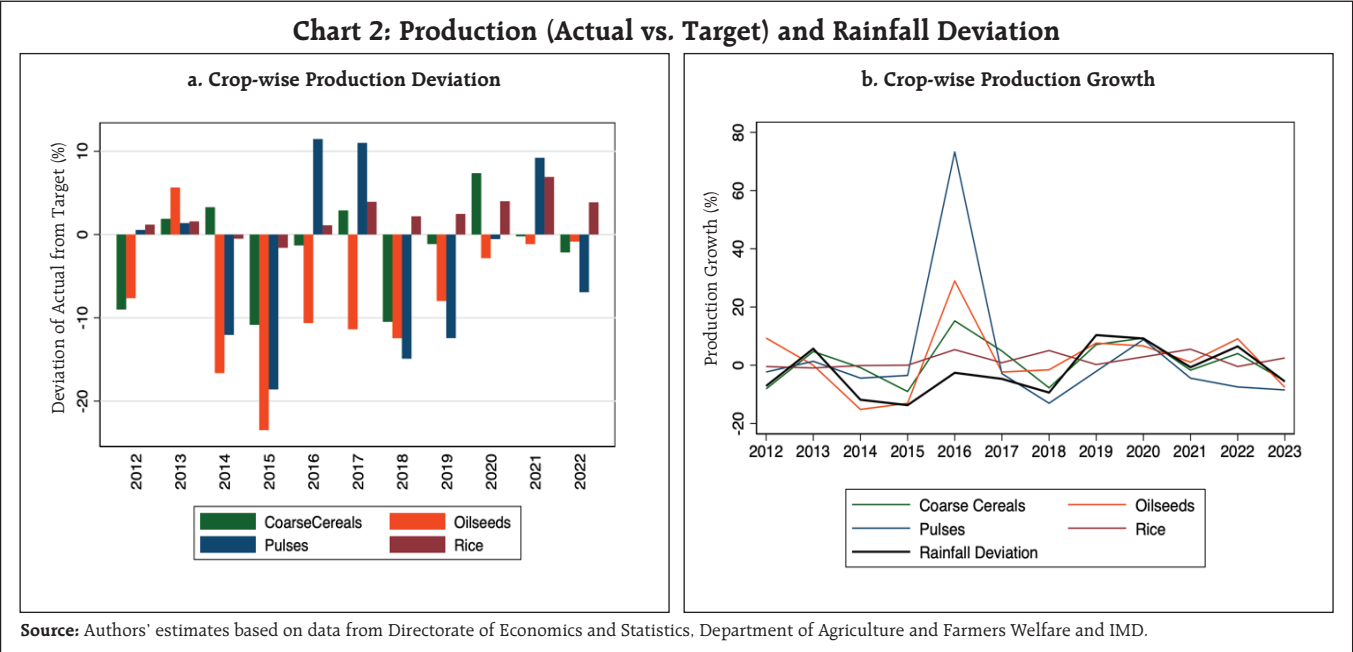 Chart 2: Production (Actual vs. Target) and Rainfall Deviation
a. Crop-wise Production Deviation
Deviation of Actual from Target (%)
10
0
-10
-20
2012 2013 2014 2015 2016 2017 2018 2019 2020 2021 2022
CoarseCereals Oilseeds
Pulses Rice
b. Crop-wise Production Growth
Production Growth (%)
80
60
40
20
0
-20
2012 2013 2014 2015 2016 2017 2018 2019 2020 2021 2022 2023
Coarse Cereals Oilseeds
Pulses Rice
Rainfall Deviation
Source: Authors' estimates based on data from Directorate of Economics and Statistics, Department of Agriculture and Farmers Welfare and IMD.